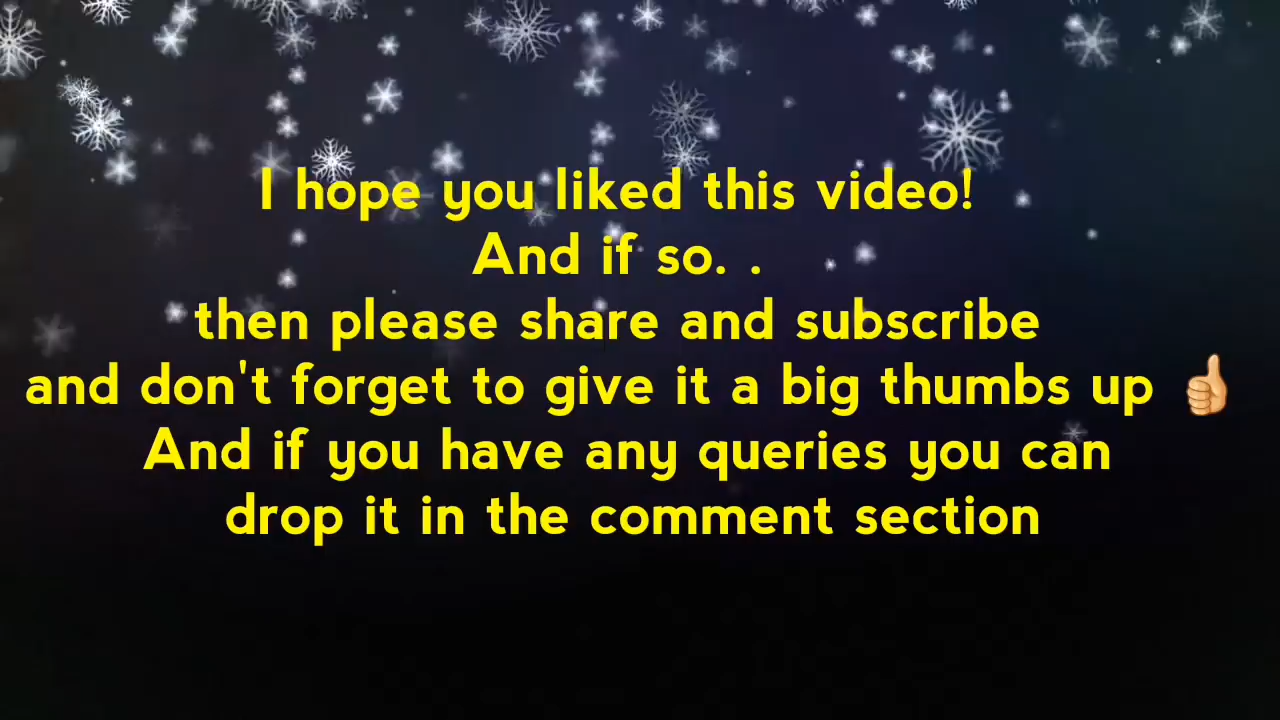 I hope you liked this video!
And if so. .
then please share and subscribe
and don't forget to give it a big thumbs up 👍
And if you have any queries you can
drop it in the comment section